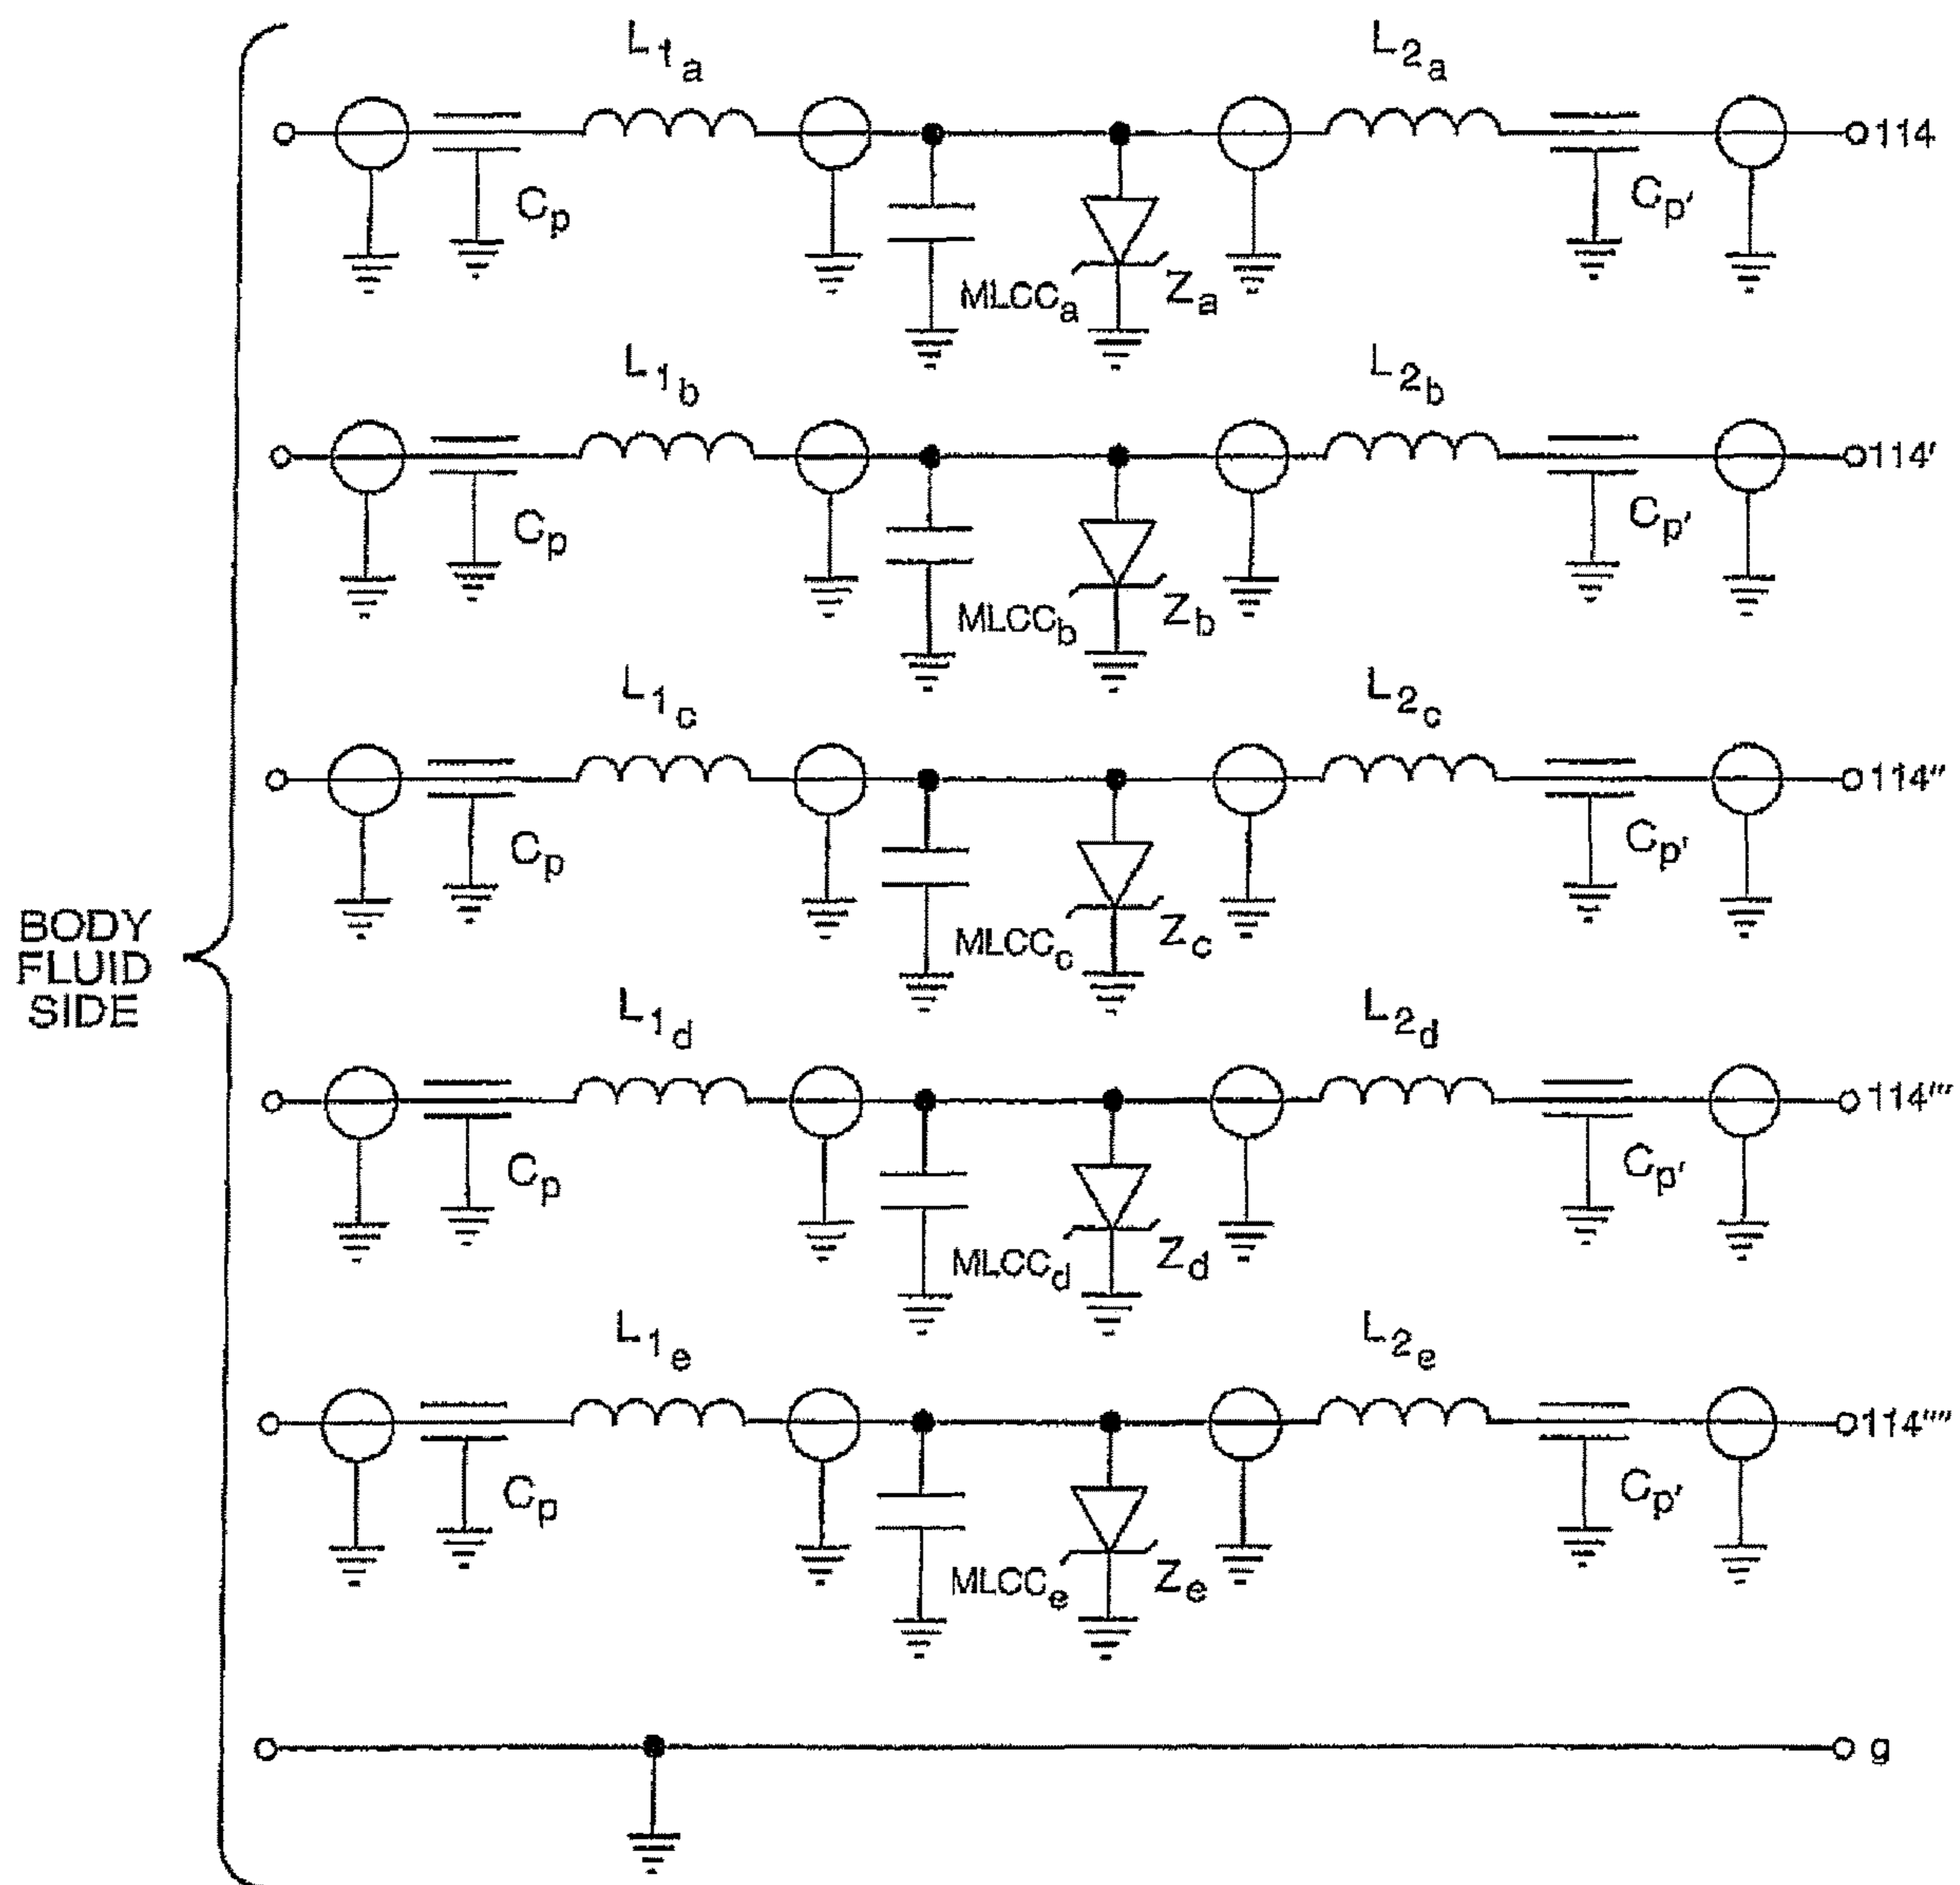 L1a L2a
114
Cp Cp'
MLCCa Za
L1b L2b
114'
Cp Cp'
MLCCb Zb
L1c L2c
114"
Cp Cp'
MLCCc Zc
BODY
FLUID
SIDE
L1d L2d
114'"
Cp Cp'
MLCCd Zd
L1e L2e
114""
Cp Cp'
MLCCe Ze
g